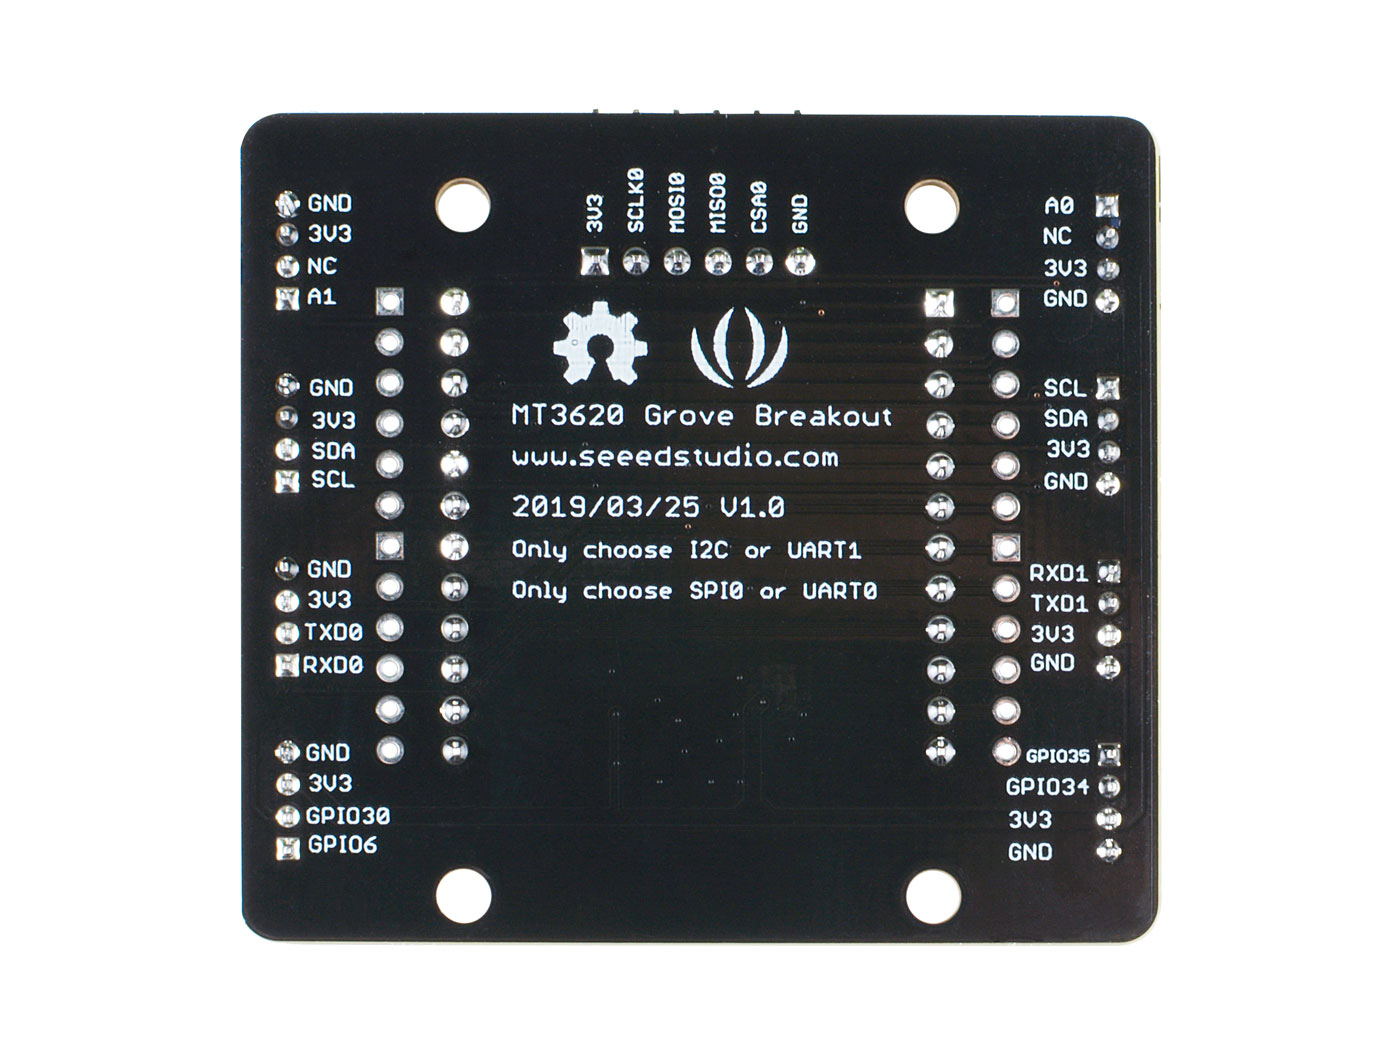 3V3
SCLK0
MOSI0
MISO0
CSA0
GND
GND
3V3
NC
A1
GND
3V3
SDA
SCL
GND
3V3
TXD0
RXD0
GND
3V3
GPIO30
GPIO6
MT3620 Grove Breakout
www.seeedstudio.com
2019/03/25 V1.0
Only choose I2C or UART1
Only choose SPI0 or UART0
A0
NC
3V3
GND
SCL
SDA
3V3
GND
RXD1
TXD1
3V3
GND
GPIO35
GPIO34
3V3
GND